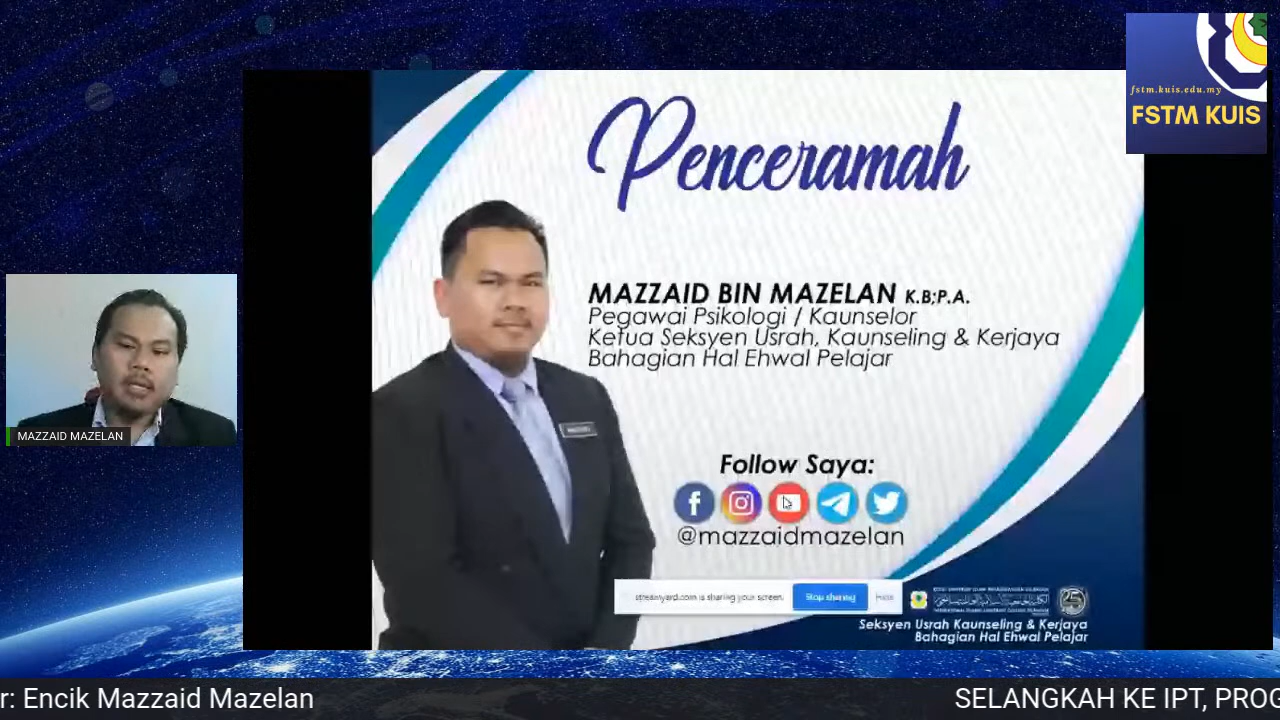 fstm.kuis.edu.my
FSTM KUIS
Penceramah
MAZZAID BIN MAZELAN K.B;P.A.
Pegawai Psikologi / Kaunselor
Ketua Seksyen Usrah, Kaunseling & Kerjaya
Bahagian Hal Ehwal Pelajar
MAZZAID MAZELAN
Follow Saya:
@mazzaidmazelan
streamyard.com is sharing your screen.
Stop sharing
Hide
25
Seksyen Usrah Kaunseling & Kerjaya
Bahagian Hal Ehwal Pelajar
r: Encik Mazzaid Mazelan
SELANGKAH KE IPT, PROG